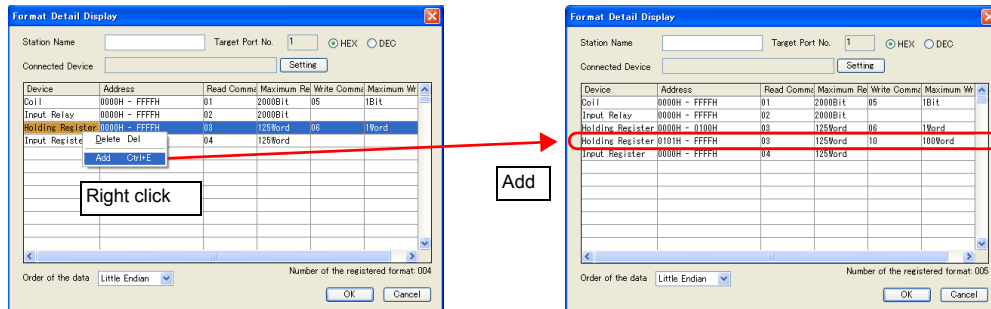 Format Detail Display
Station Name Target Port No. 1 HEX DEC
Connected Device Setting
Device Address Read Comma Maximum Re Write Comma Maximum Wr
Coil 0000H - FFFFH 01 2000Bit 05 1Bit
Input Relay 0000H - FFFFH 02 2000Bit
Holding Register 0000H - FFFFH 03 125Word 06 1Word
Input Registe 04 125Word
Delete Del
Add Ctrl+E
Right click
Order of the data Little Endian
Number of the registered format: 004
OK Cancel
Add
Format Detail Display
Station Name Target Port No. 1 HEX DEC
Connected Device Setting
Device Address Read Comma Maximum Re Write Comma Maximum Wr
Coil 0000H - FFFFH 01 2000Bit 05 1Bit
Input Relay 0000H - FFFFH 02 2000Bit
Holding Register 0000H - 0100H 03 125Word 06 1Word
Holding Register 0101H - FFFFH 03 125Word 10 100Word
Input Register 0000H - FFFFH 04 125Word
Order of the data Little Endian
Number of the registered format: 005
OK Cancel